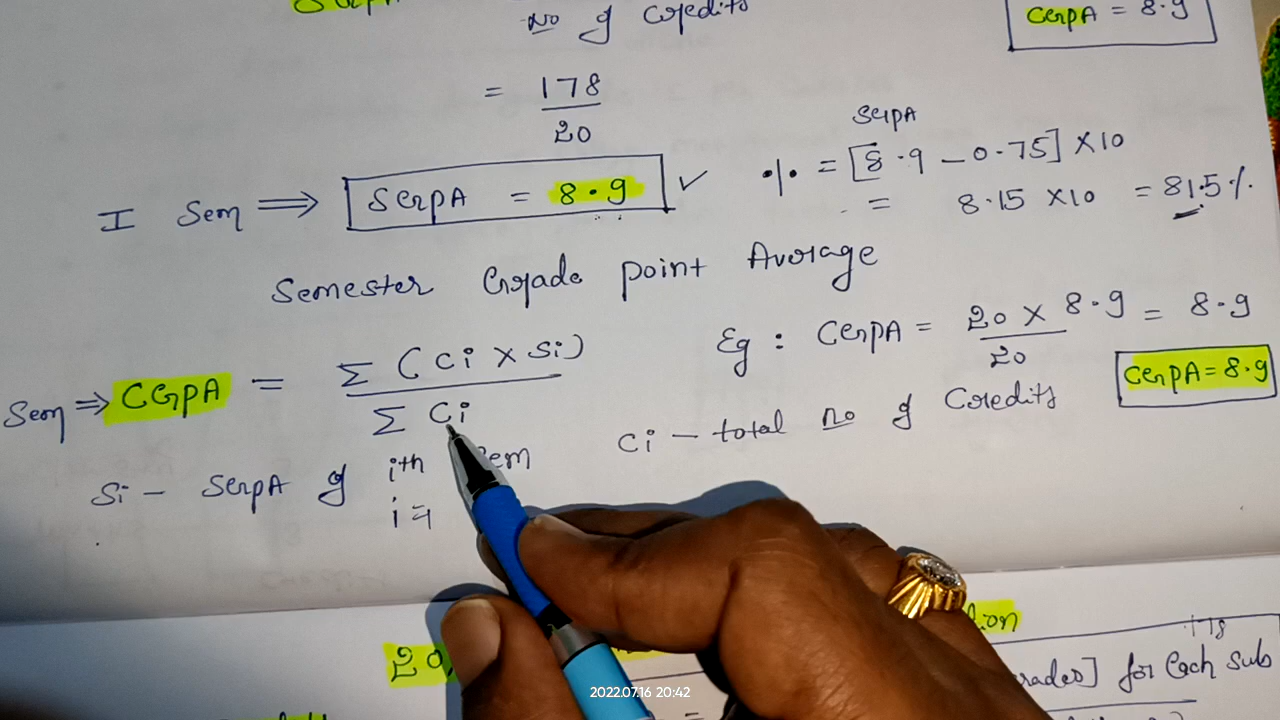 No of Credits
CGPA = 8.9
= 178
20
SGPA
I Sem ⇒ SGPA = 8.9 ✓
% = [8.9 - 0.75] × 10
= 8.15 × 10 = 81.5%
Semester Grade point Average
Sem ⇒ CGPA = Σ (Ci × Si)
Σ Ci
Eg : CGPA = 20 × 8.9 = 8.9
20
CGPA = 8.9
Si - SGPA of ith Sem
Ci - total no of Credits
i =
178
rades] for Each Sub
2022.07.16 20:42